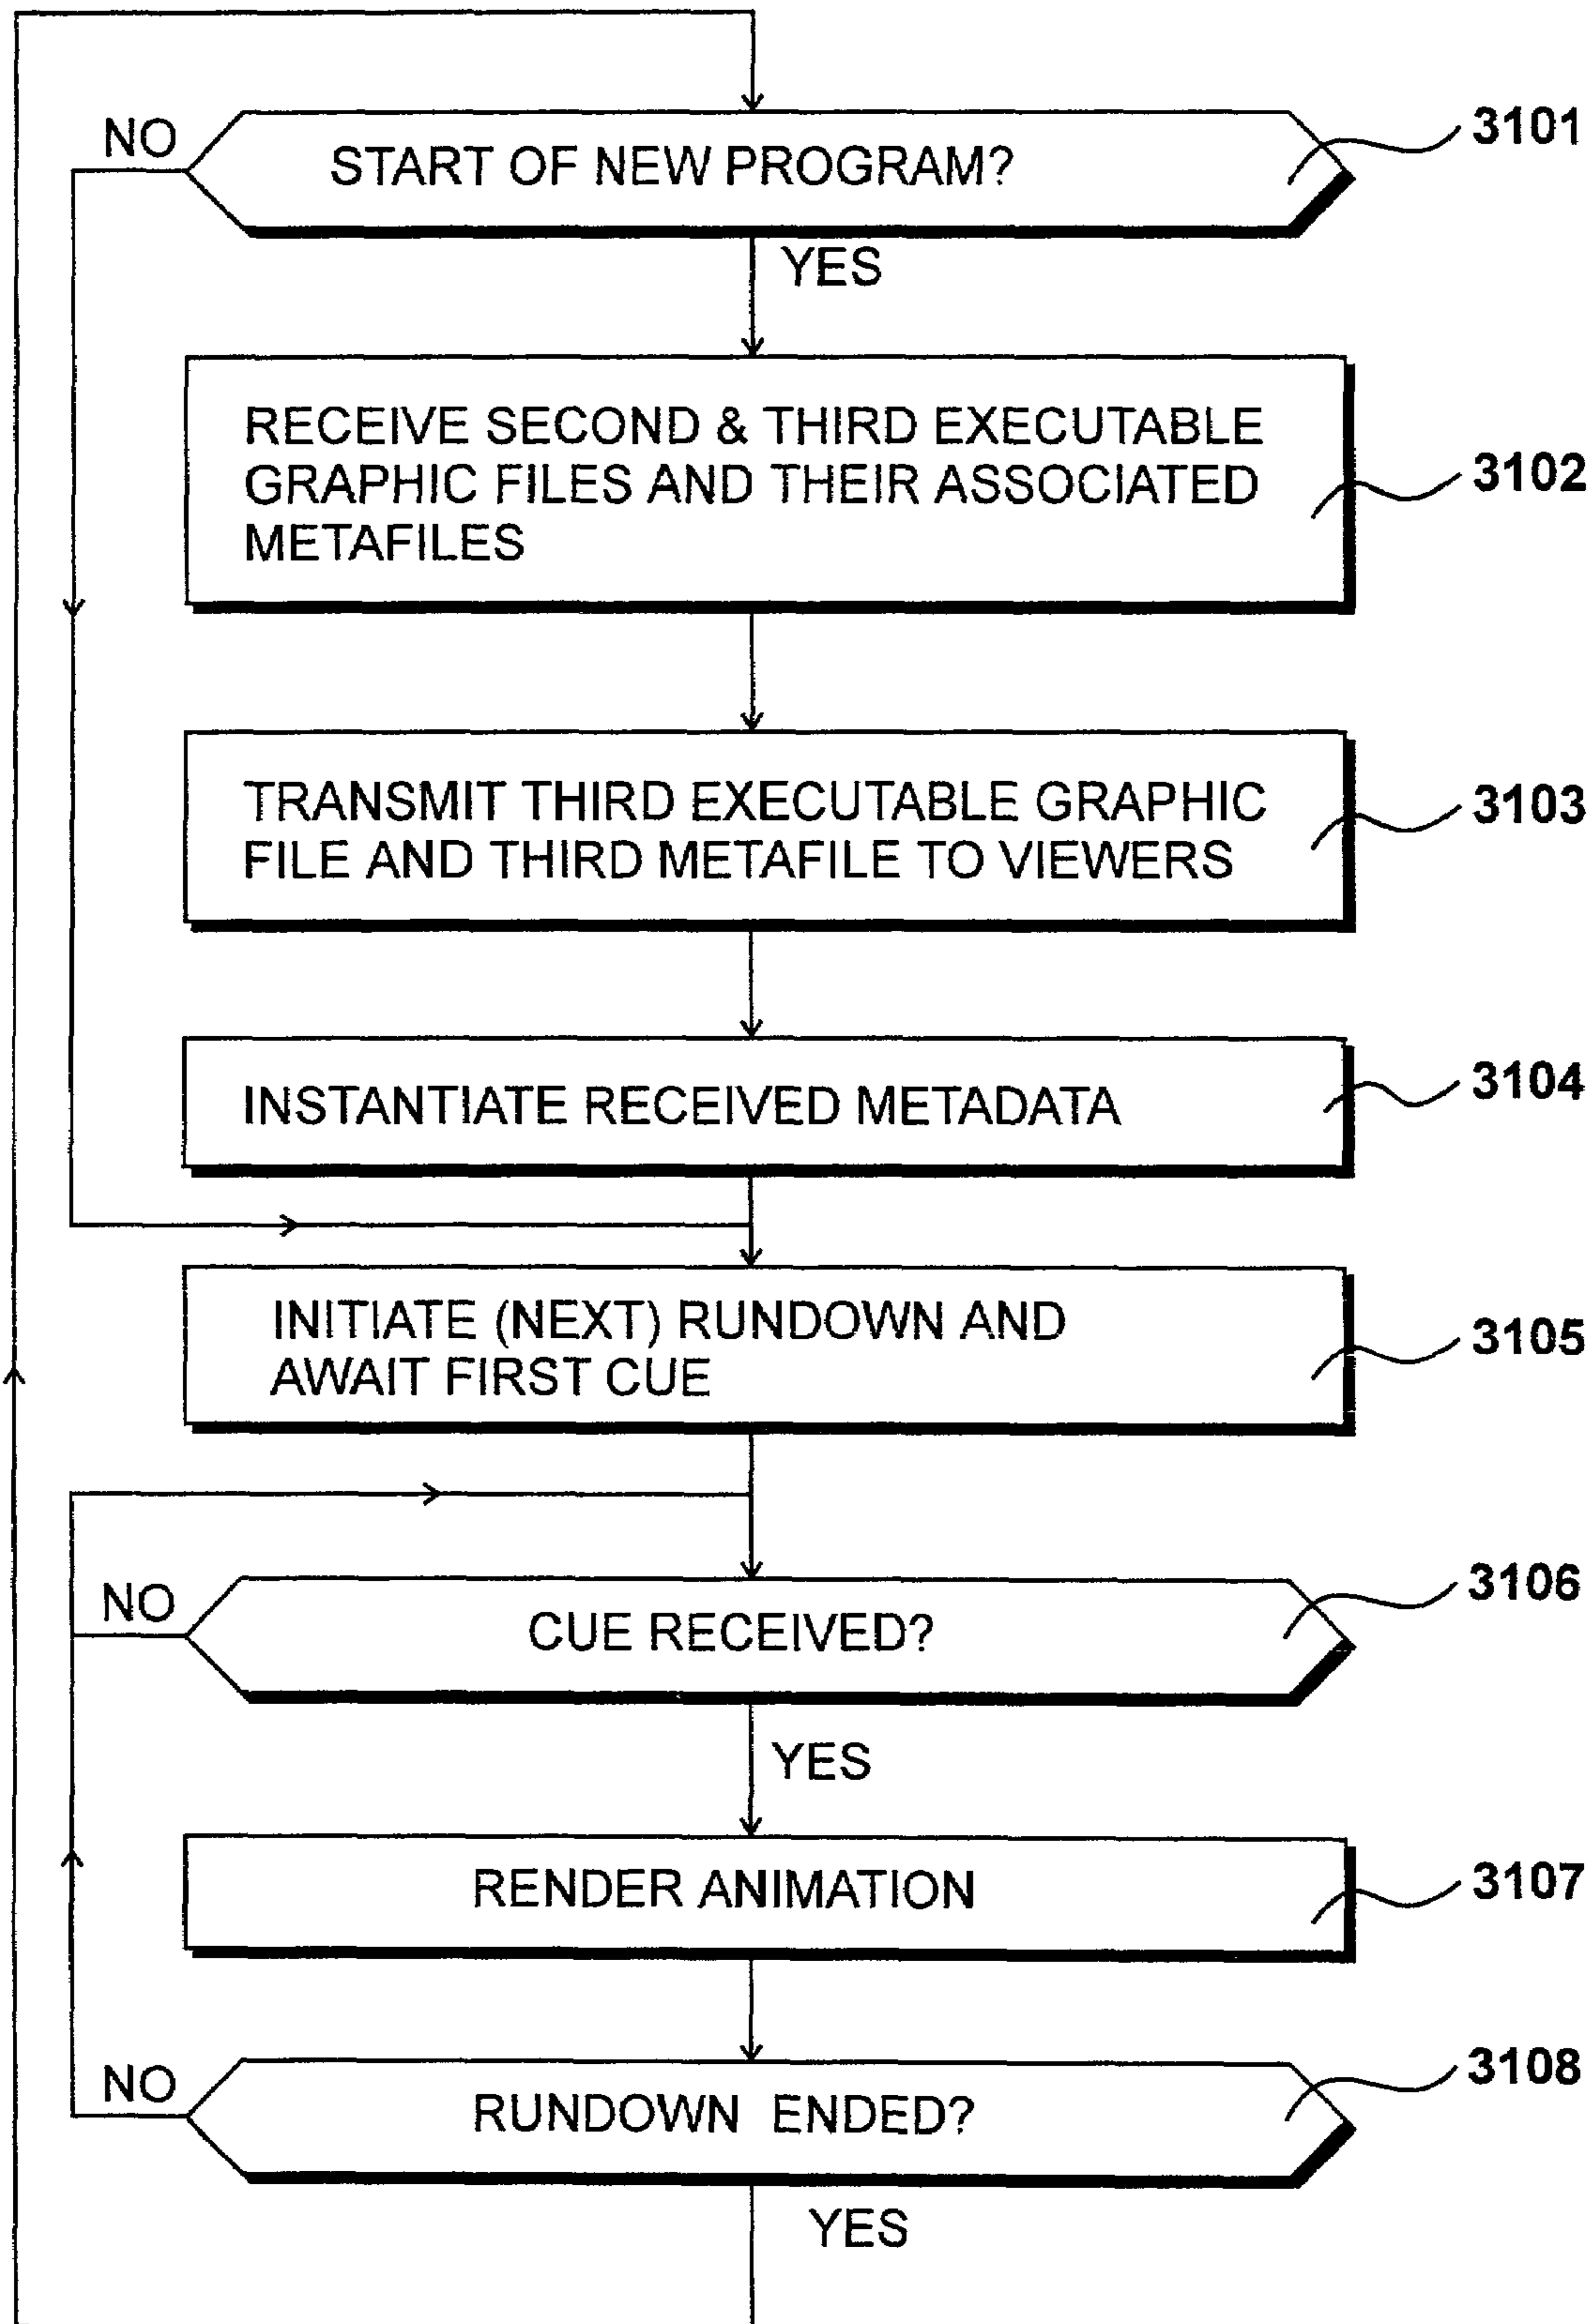 NO
START OF NEW PROGRAM?
3101
YES
RECEIVE SECOND & THIRD EXECUTABLE
GRAPHIC FILES AND THEIR ASSOCIATED
METAFILES
3102
TRANSMIT THIRD EXECUTABLE GRAPHIC
FILE AND THIRD METAFILE TO VIEWERS
3103
INSTANTIATE RECEIVED METADATA
3104
INITIATE (NEXT) RUNDOWN AND
AWAIT FIRST CUE
3105
NO
CUE RECEIVED?
3106
YES
RENDER ANIMATION
3107
NO
RUNDOWN ENDED?
3108
YES